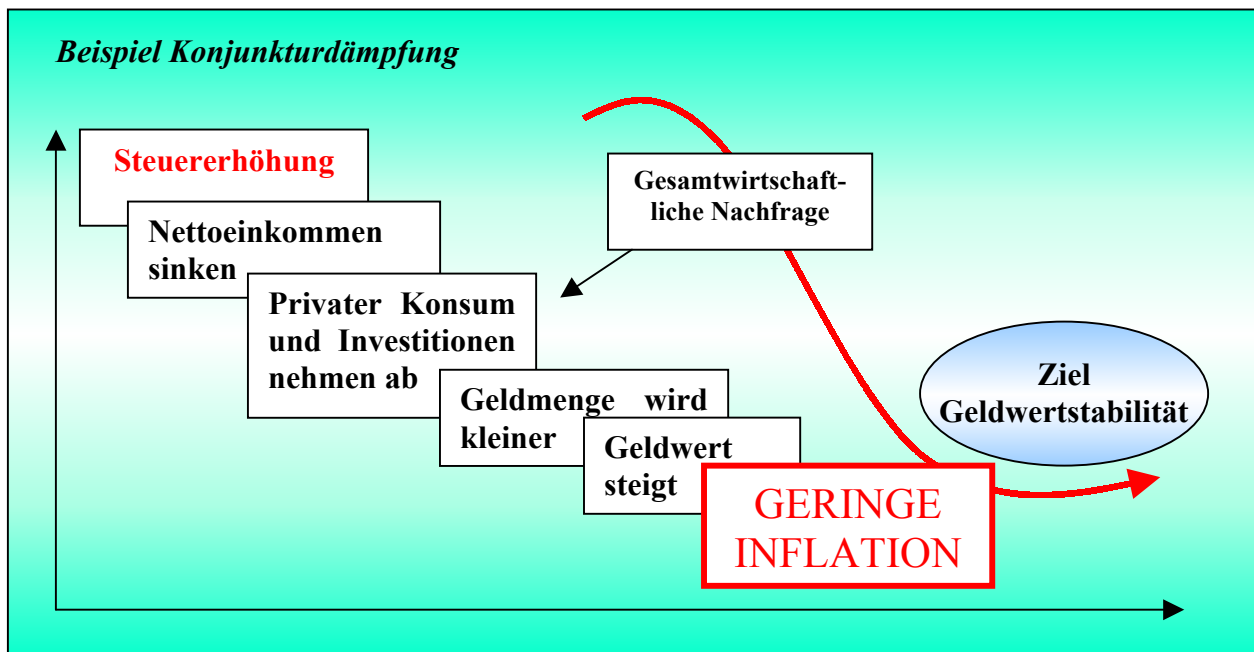 Beispiel Konjunkturdämpfung
Steuererhöhung
Nettoeinkommen
sinken
Privater Konsum
und Investitionen
nehmen ab
Gesamtwirtschaft-
liche Nachfrage
Geldmenge wird
kleiner
Geldwert
steigt
GERINGE
INFLATION
Ziel
Geldwertstabilität